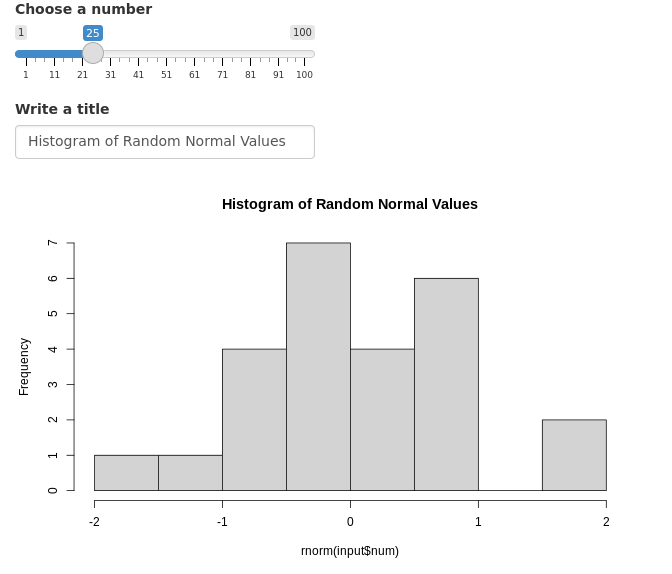 Choose a number
1 25 100
1 11 21 31 41 51 61 71 81 91 100
Write a title
Histogram of Random Normal Values
Histogram of Random Normal Values
7
6
5
4
3
2
1
0
Frequency
-2 -1 0 1 2
rnorm(input$num)